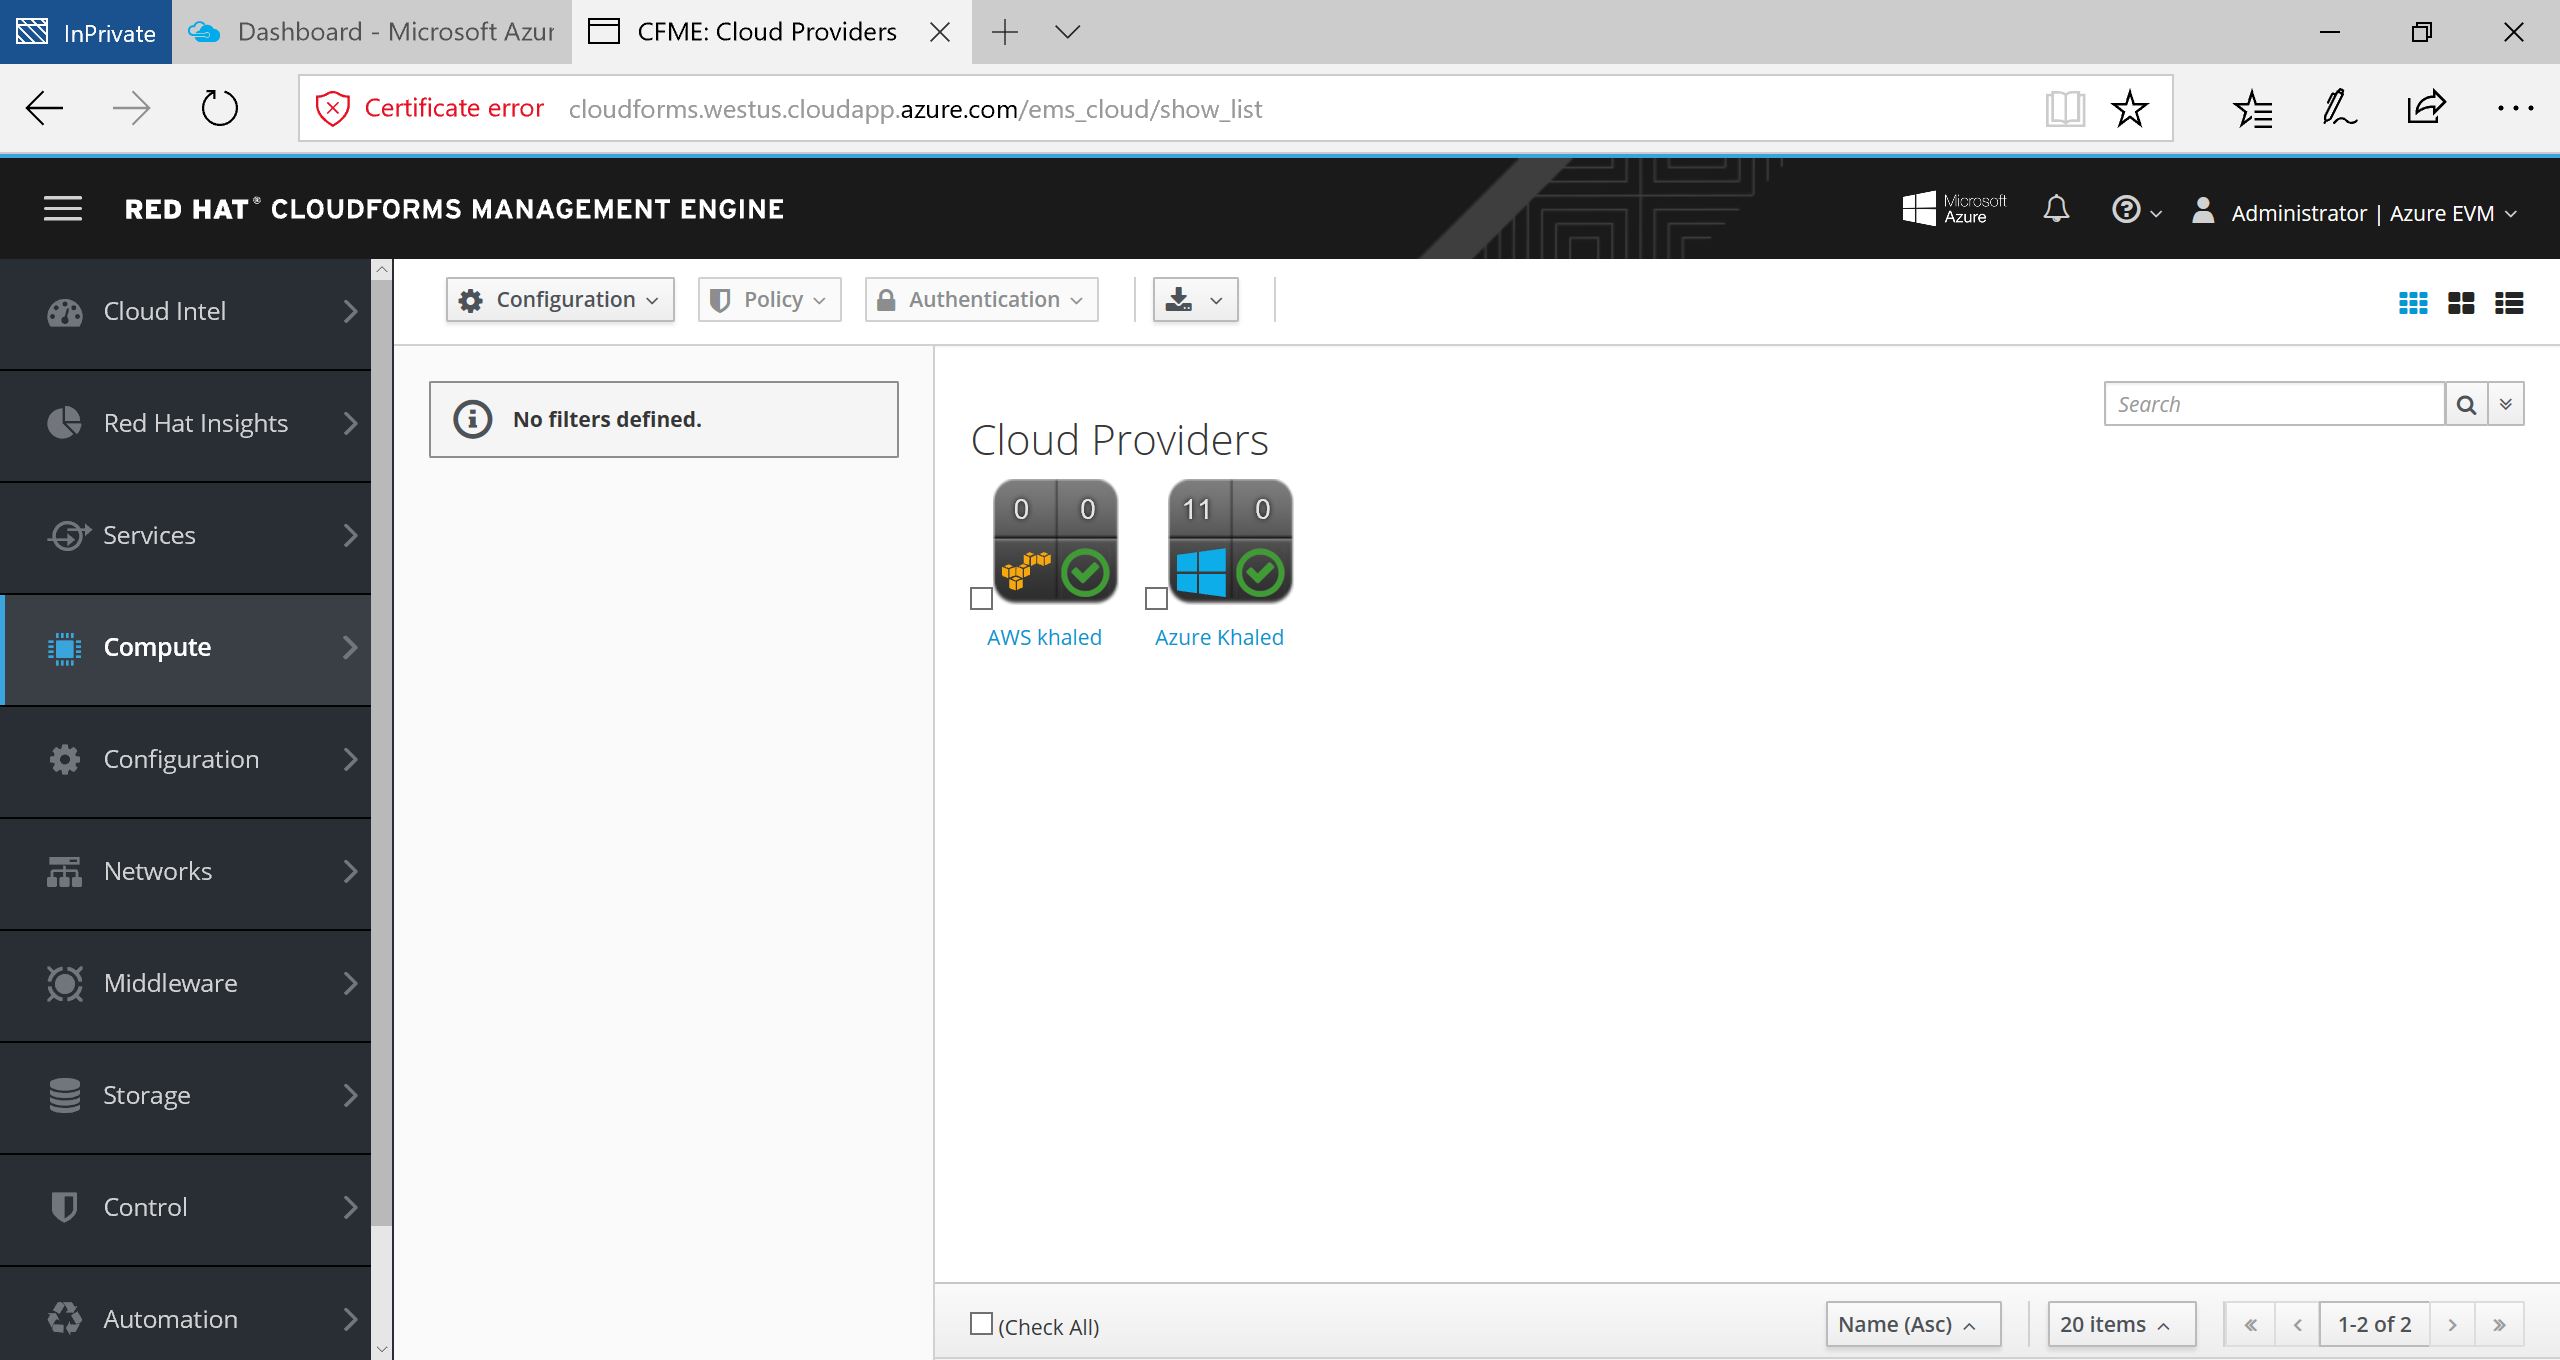 InPrivate
Dashboard - Microsoft Azur
CFME: Cloud Providers
Certificate error
cloudforms.westus.cloudapp.azure.com/ems_cloud/show_list
RED HAT® CLOUDFORMS MANAGEMENT ENGINE
Microsoft
Azure
Administrator | Azure EVM
Cloud Intel
Red Hat Insights
Services
Compute
Configuration
Networks
Middleware
Storage
Control
Automation
Configuration
Policy
Authentication
No filters defined.
Search
Cloud Providers
0 0
11 0
AWS khaled
Azure Khaled
(Check All)
Name (Asc)
20 items
« ‹ 1-2 of 2 › »